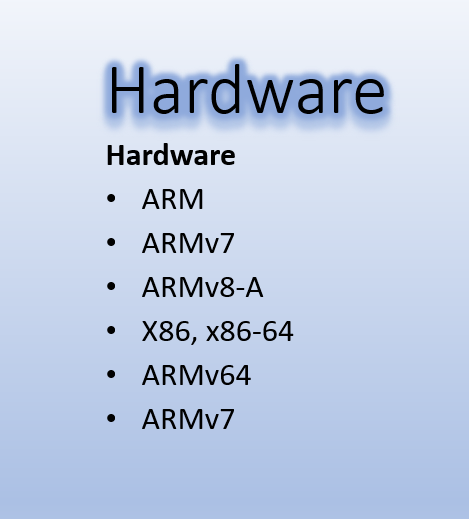 Hardware
Hardware
• ARM
• ARMv7
• ARMv8-A
• X86, x86-64
• ARMv64
• ARMv7